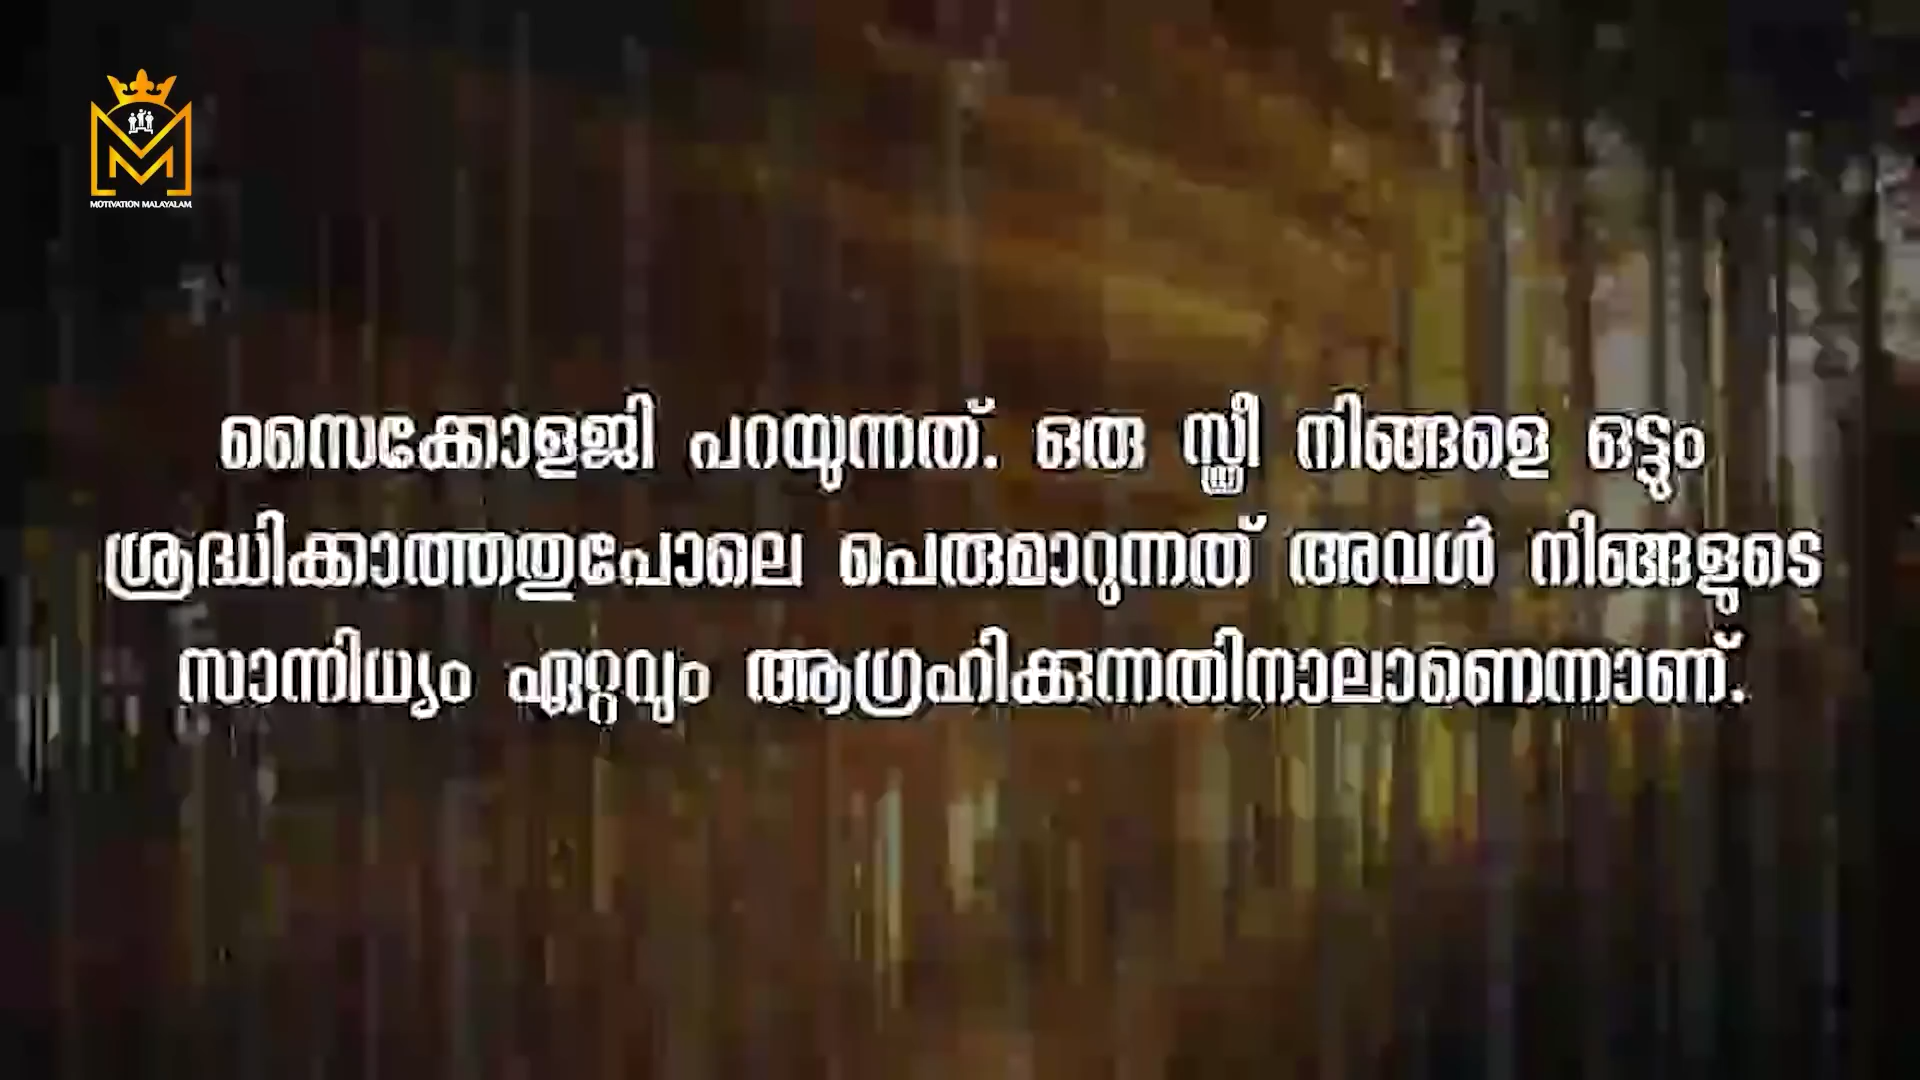 MOTIVATION MALAYALAM
സൈക്കോളജി പറയുന്നത്. ഒരു സ്ത്രീ നിങ്ങളെ ഒട്ടും
ശ്രദ്ധിക്കാത്തതുപോലെ പെരുമാറുന്നത് അവൾ നിങ്ങളുടെ
സാന്നിധ്യം ഏറ്റവും ആഗ്രഹിക്കുന്നതിനാലാണെന്നാണ്.